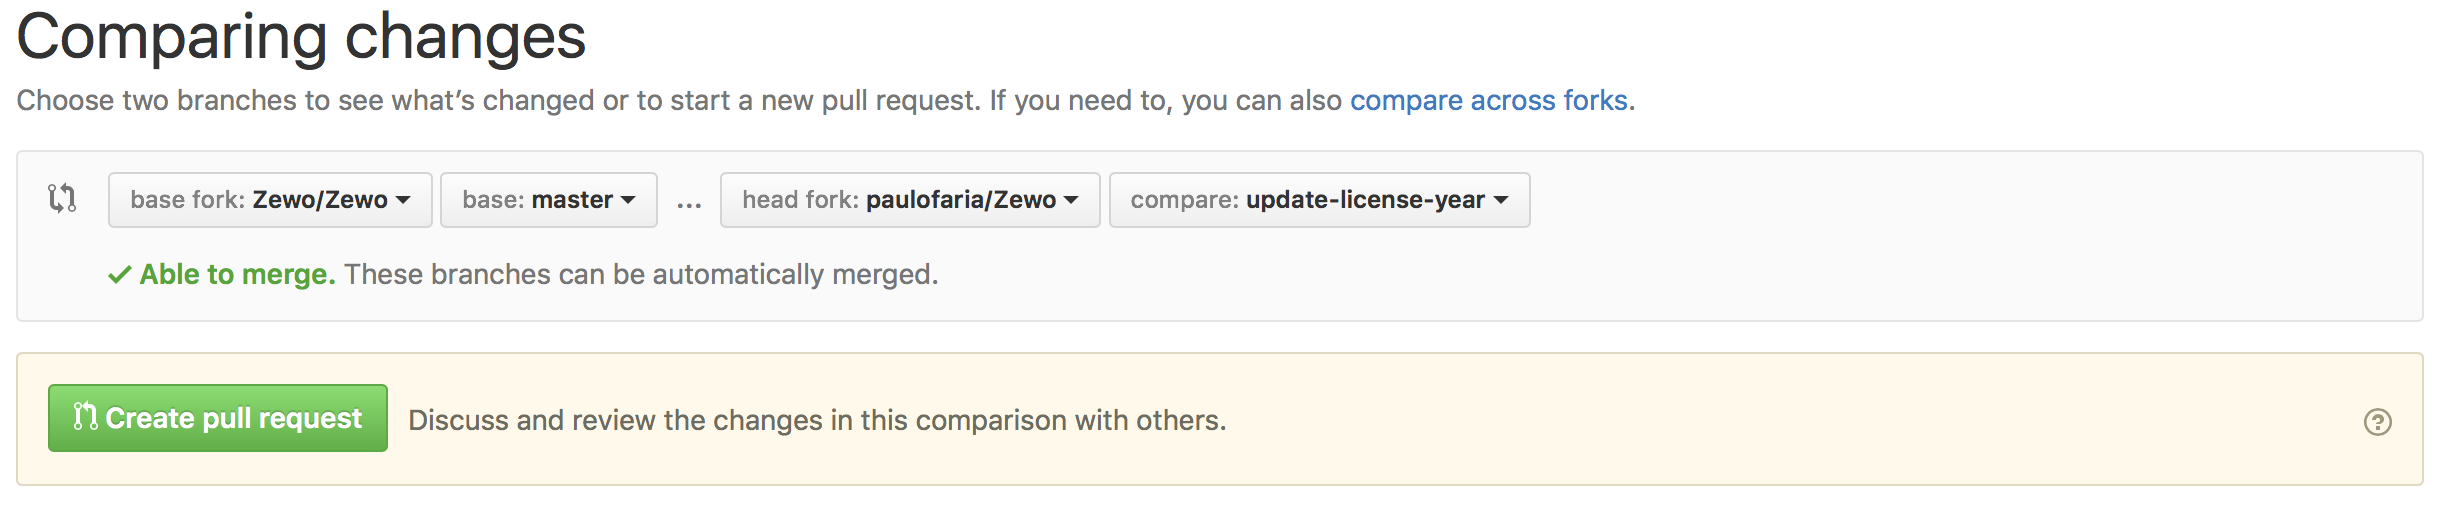 Comparing changes
Choose two branches to see what’s changed or to start a new pull request. If you need to, you can also compare across forks.
base fork: Zewo/Zewo base: master ... head fork: paulofaria/Zewo compare: update-license-year
Able to merge. These branches can be automatically merged.
Create pull request Discuss and review the changes in this comparison with others.